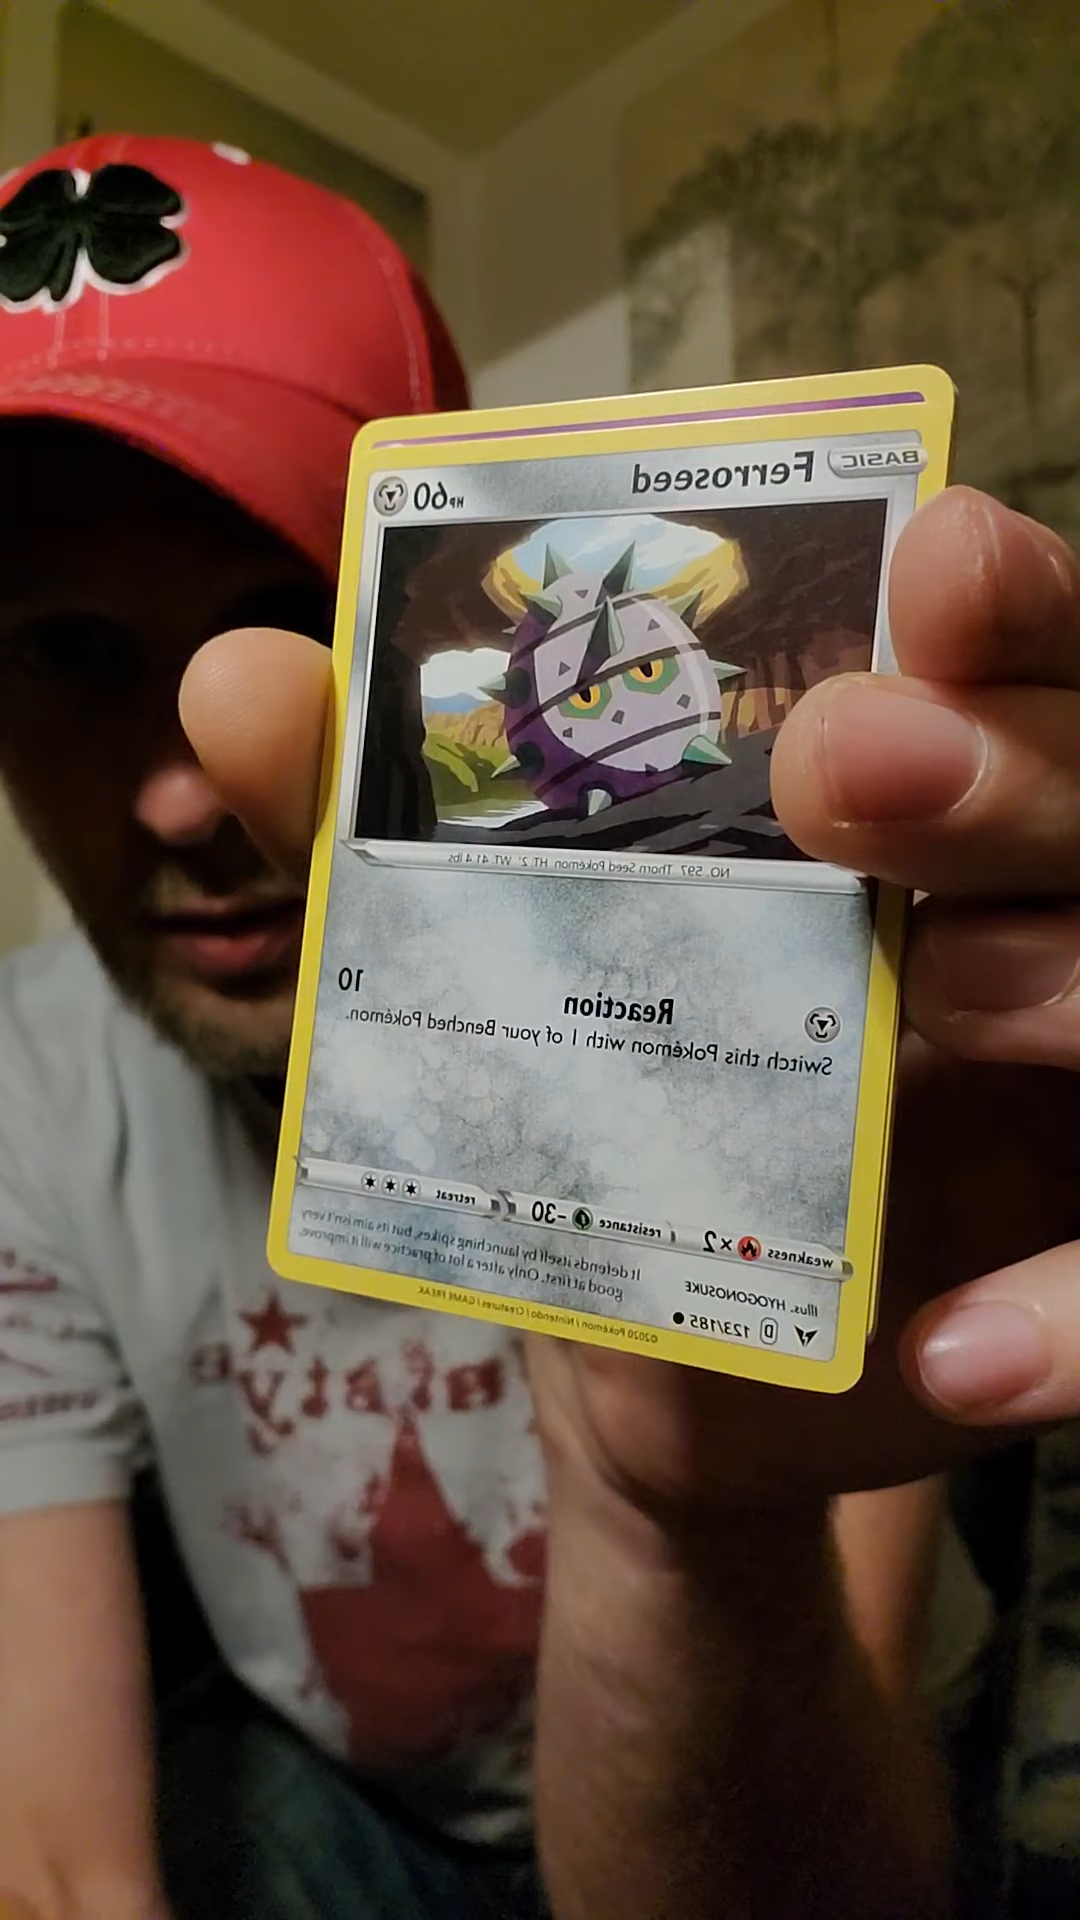 BASIC Ferroseed HP 60
NO. 597 Thorn Seed Pokémon HT: 2' WT: 41.4 lbs
Reaction 10
Switch this Pokémon with 1 of your Benched Pokémon.
weakness ×2 resistance -30 retreat
It defends itself by launching spikes, but its aim isn't very
good at first. Only after a lot of practice will it improve.
Illus. HYOGONOSUKE
D 123/185
©2020 Pokémon / Nintendo / Creatures / GAME FREAK